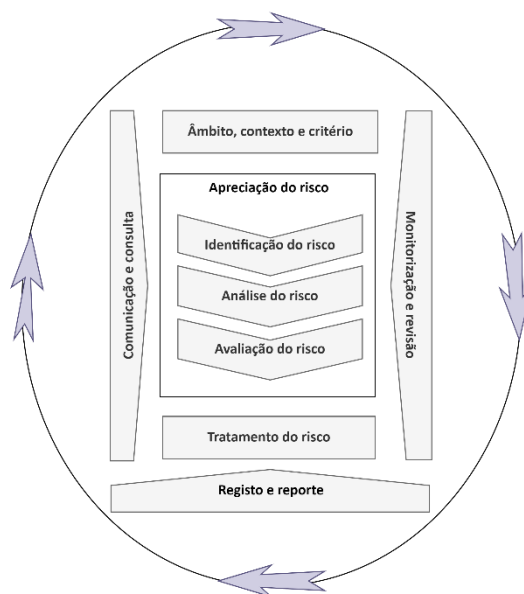 Âmbito, contexto e critério
Comunicação e consulta
Apreciação do risco
Identificação do risco
Análise do risco
Avaliação do risco
Monitorização e revisão
Tratamento do risco
Registo e reporte